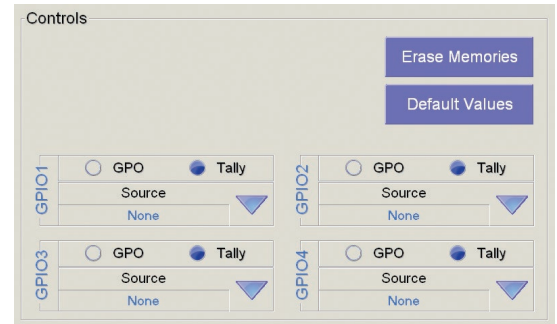 Controls
Erase Memories
Default Values
GPIO1
GPO Tally
Source
None
GPIO2
GPO Tally
Source
None
GPIO3
GPO Tally
Source
None
GPIO4
GPO Tally
Source
None